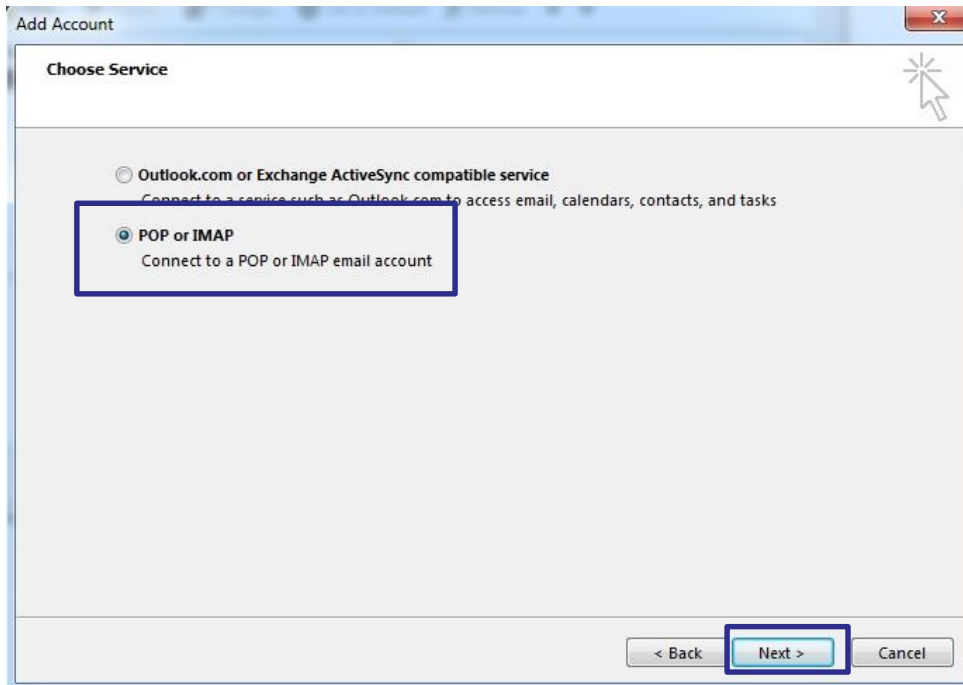 Add Account
Choose Service
Outlook.com or Exchange ActiveSync compatible service
Connect to a service such as Outlook.com to access email, calendars, contacts, and tasks
POP or IMAP
Connect to a POP or IMAP email account
< Back Next > Cancel